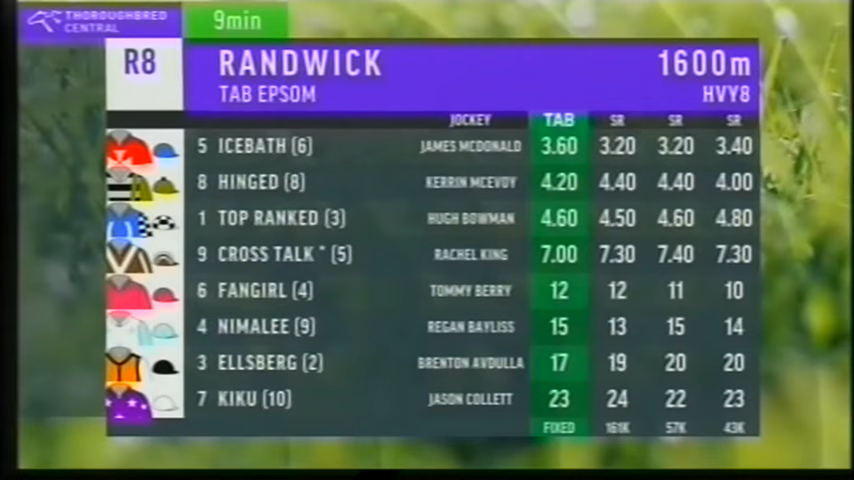 THOROUGHBRED CENTRAL 9min
R8 RANDWICK 1600m
TAB EPSOM HVY8
JOCKEY TAB SR SR SR
5 ICEBATH (6) JAMES MCDONALD 3.60 3.20 3.20 3.40
8 HINGED (8) KERRIN MCEVOY 4.20 4.40 4.40 4.00
1 TOP RANKED (3) HUGH BOWMAN 4.60 4.50 4.60 4.80
9 CROSS TALK * (5) RACHEL KING 7.00 7.30 7.40 7.30
6 FANGIRL (4) TOMMY BERRY 12 12 11 10
4 NIMALEE (9) REGAN BAYLISS 15 13 15 14
3 ELLSBERG (2) BRENTON AVDULLA 17 19 20 20
7 KIKU (10) JASON COLLETT 23 24 22 23
FIXED 161K 57K 43K